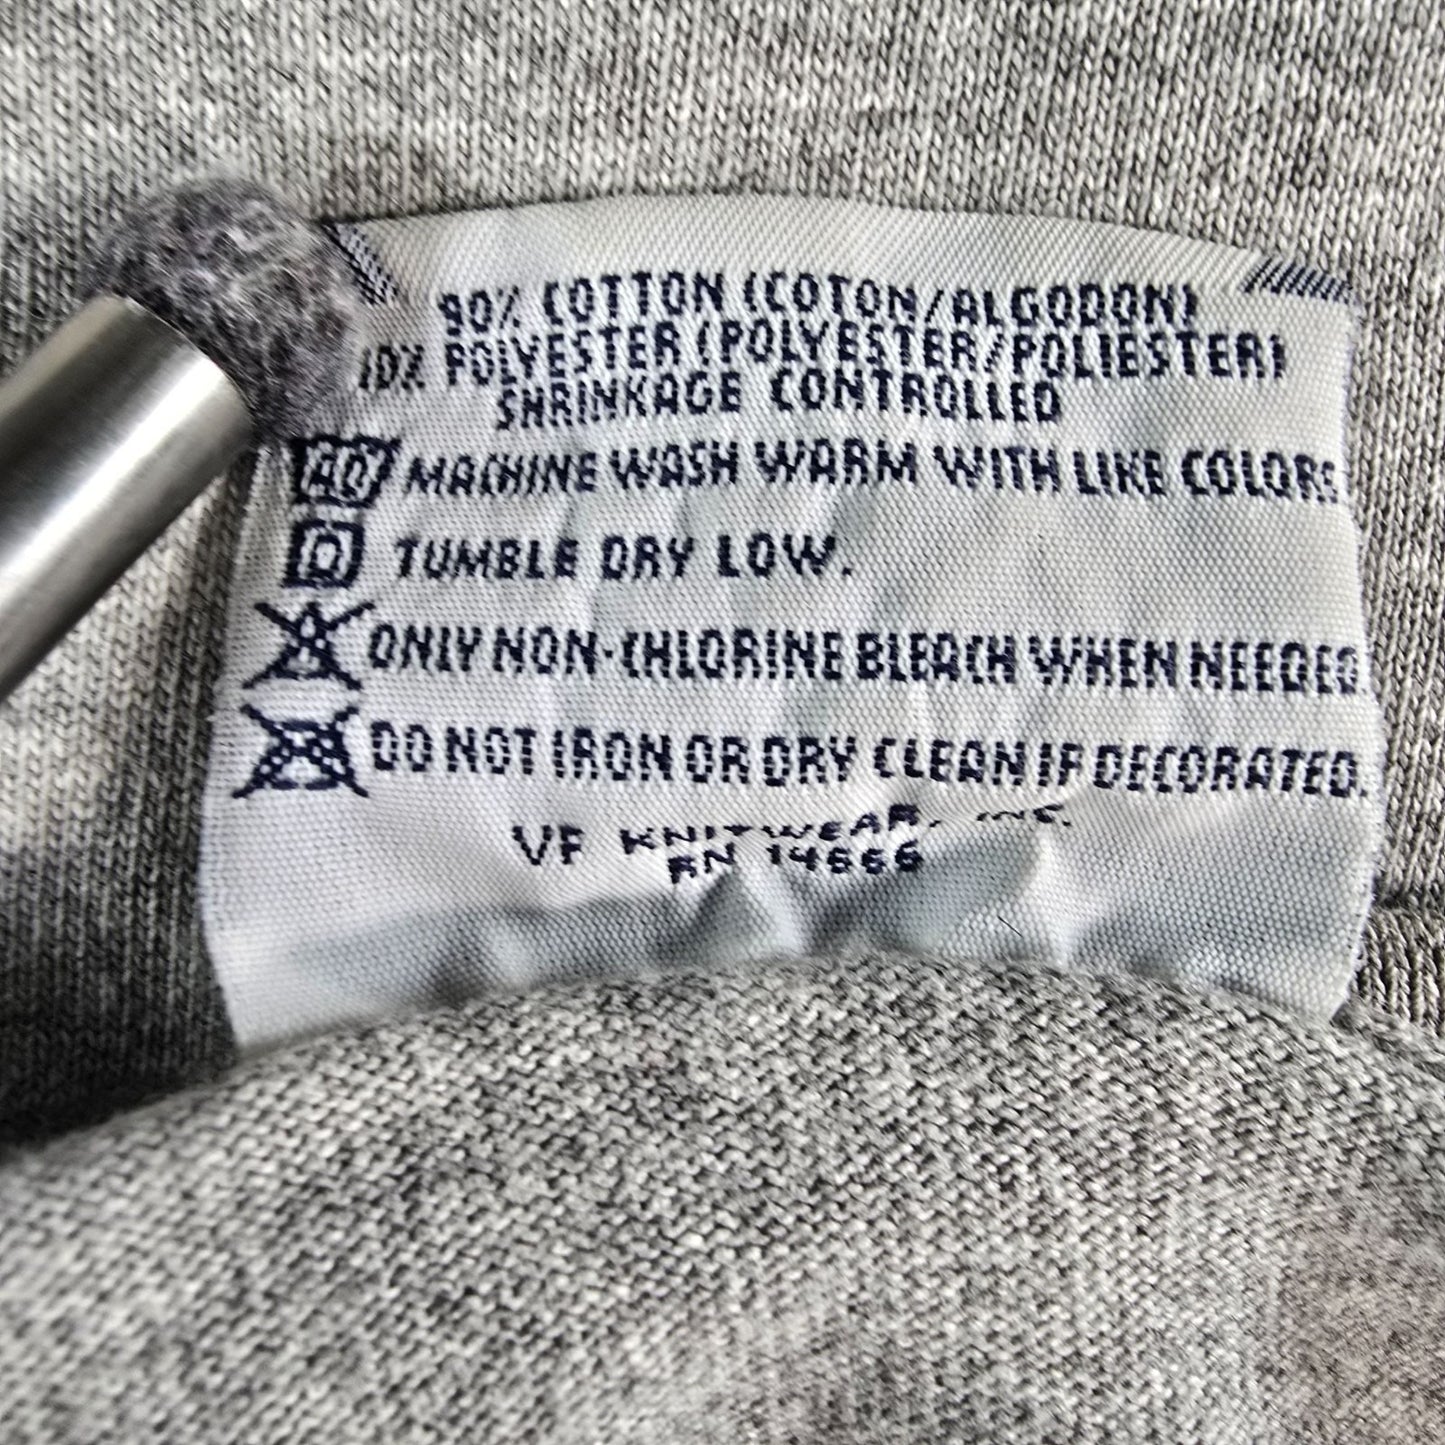 90% COTTON (COTON/ALGODON)
10% POLYESTER (POLYESTER/POLIESTER)
SHRINKAGE CONTROLLED
40 MACHINE WASH WARM WITH LIKE COLORS
TUMBLE DRY LOW.
ONLY NON-CHLORINE BLEACH WHEN NEEDED.
DO NOT IRON OR DRY CLEAN IF DECORATED.
VF KNITWEAR, INC.
RN 14666